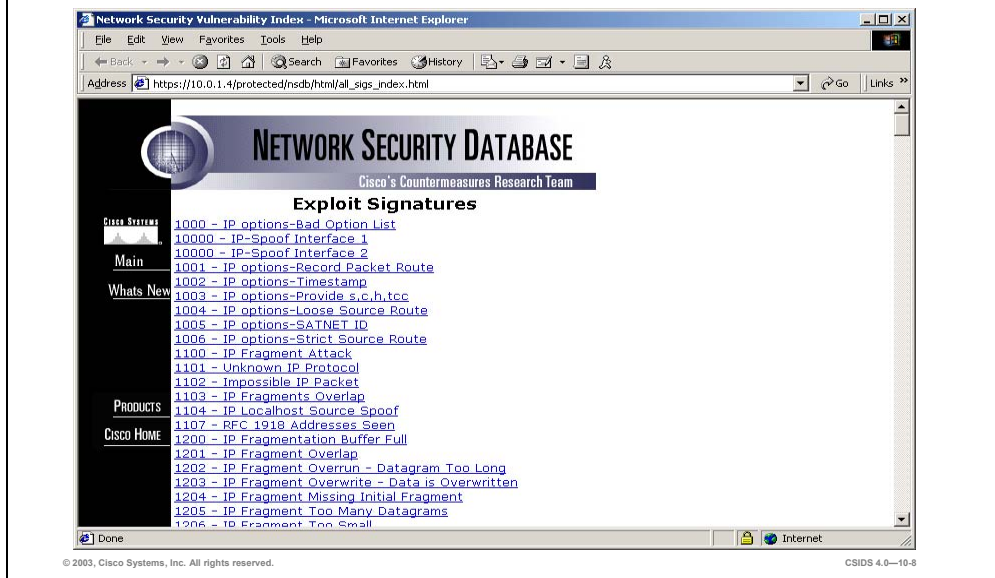 Network Security Vulnerability Index - Microsoft Internet Explorer
File Edit View Favorites Tools Help
Back Search Favorites History
Address https://10.0.1.4/protected/nsdb/html/all_sigs_index.html Go Links »
NETWORK SECURITY DATABASE
Cisco's Countermeasures Research Team
Exploit Signatures
CISCO SYSTEMS
Main
Whats New
PRODUCTS
CISCO HOME
1000 - IP options-Bad Option List
10000 - IP-Spoof Interface 1
10000 - IP-Spoof Interface 2
1001 - IP options-Record Packet Route
1002 - IP options-Timestamp
1003 - IP options-Provide s,c,h,tcc
1004 - IP options-Loose Source Route
1005 - IP options-SATNET ID
1006 - IP options-Strict Source Route
1100 - IP Fragment Attack
1101 - Unknown IP Protocol
1102 - Impossible IP Packet
1103 - IP Fragments Overlap
1104 - IP Localhost Source Spoof
1107 - RFC 1918 Addresses Seen
1200 - IP Fragmentation Buffer Full
1201 - IP Fragment Overlap
1202 - IP Fragment Overrun - Datagram Too Long
1203 - IP Fragment Overwrite - Data is Overwritten
1204 - IP Fragment Missing Initial Fragment
1205 - IP Fragment Too Many Datagrams
1206 - IP Fragment Too Small
Done Internet
© 2003, Cisco Systems, Inc. All rights reserved. CSIDS 4.0—10-8